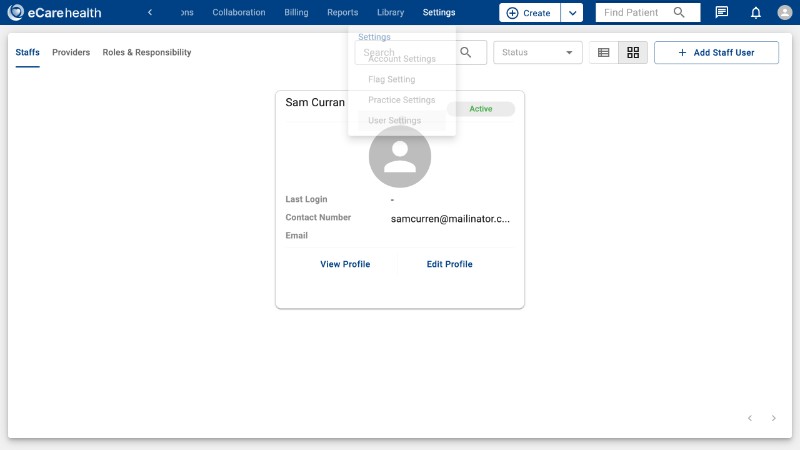 eCarehealth
ons Collaboration Billing Reports Library Settings Create Find Patient
Settings
Staffs Providers Roles & Responsibility Search Status Add Staff User
Account Settings
Flag Setting
Practice Settings
User Settings
Sam Curran Active
Last Login -
Contact Number samcurren@mailinator.c...
Email
View Profile Edit Profile